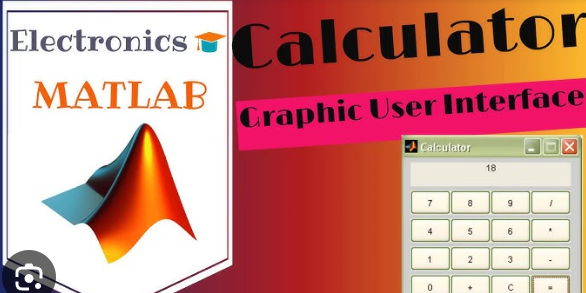 Electronics
MATLAB
Calculator
Graphic User Interface
Calculator
18
7 8 9 /
4 5 6 *
1 2 3 -
0 + C =